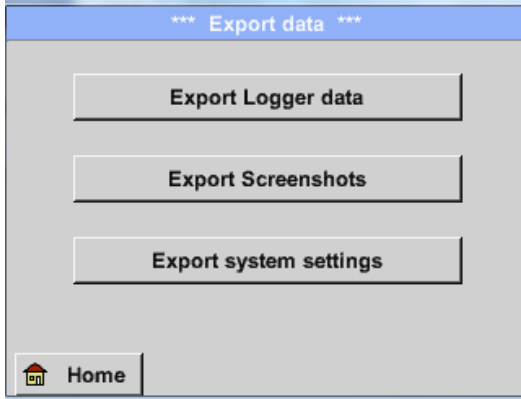 *** Export data ***
Export Logger data
Export Screenshots
Export system settings
Home